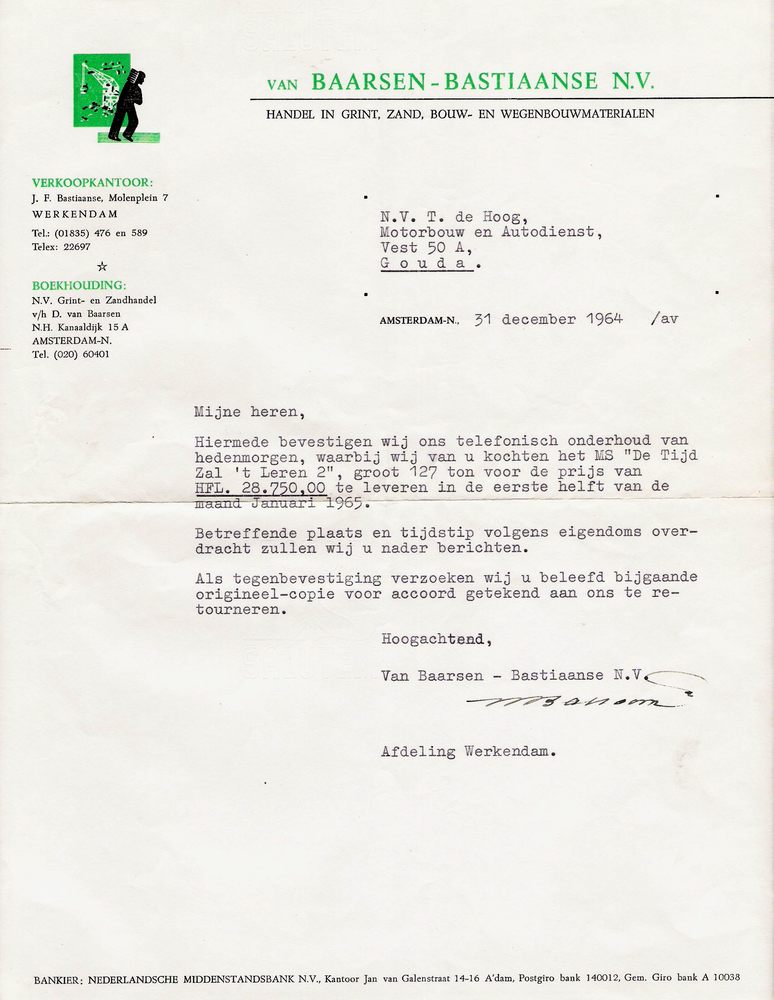 VAN BAARSEN-BASTIAANSE N.V.
HANDEL IN GRINT, ZAND, BOUW- EN WEGENBOUWMATERIALEN
VERKOOPKANTOOR:
J. F. Bastiaanse, Molenplein 7
WERKENDAM
Tel.: (01835) 476 en 589
Telex: 22697
BOEKHOUDING:
N.V. Grint- en Zandhandel
v/h D. van Baarsen
N.H. Kanaaldijk 15 A
AMSTERDAM-N.
Tel. (020) 60401
N.V. T. de Hoog,
Motorbouw en Autodienst,
Vest 50 A,
G o u d a .
AMSTERDAM-N., 31 december 1964 /av
Mijne heren,
Hiermede bevestigen wij ons telefonisch onderhoud van
hedenmorgen, waarbij wij van u kochten het MS "De Tijd
Zal 't Leren 2", groot 127 ton voor de prijs van
HFL. 28.750,00 te leveren in de eerste helft van de
maand Januari 1965.
Betreffende plaats en tijdstip volgens eigendoms over-
dracht zullen wij u nader berichten.
Als tegenbevestiging verzoeken wij u beleefd bijgaande
origineel-copie voor accoord getekend aan ons te re-
tourneren.
Hoogachtend,
Van Baarsen - Bastiaanse N.V.
Afdeling Werkendam.
BANKIER: NEDERLANDSCHE MIDDENSTANDSBANK N.V., Kantoor Jan van Galenstraat 14-16 A'dam, Postgiro bank 140012, Gem. Giro bank A 10038